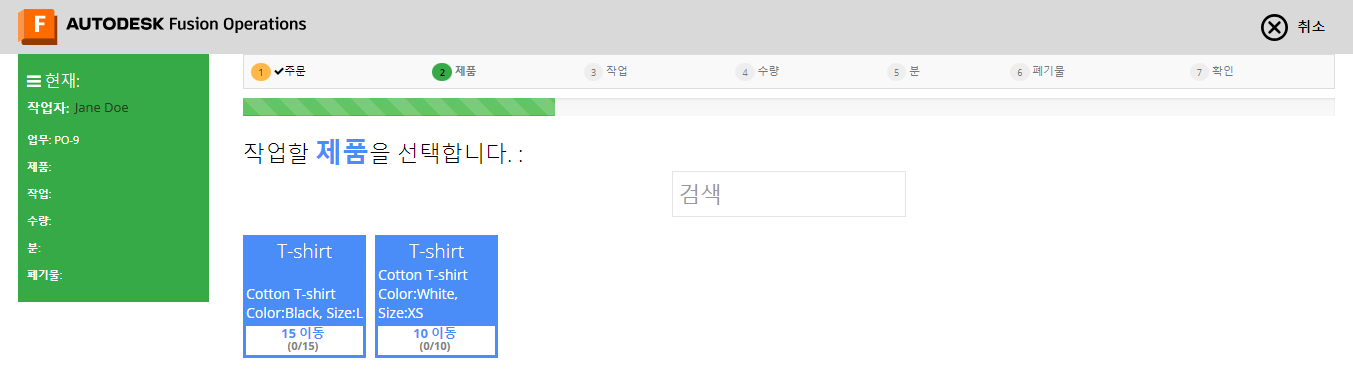 F AUTODESK Fusion Operations
취소
현재:
작업자: Jane Doe
업무: PO-9
제품:
작업:
수량:
분:
폐기물:
1 주문 2 제품 3 작업 4 수량 5 분 6 폐기물 7 확인
작업할 제품을 선택합니다. :
검색
T-shirt
Cotton T-shirt
Color:Black, Size:L
15 이동
(0/15)
T-shirt
Cotton T-shirt
Color:White,
Size:XS
10 이동
(0/10)